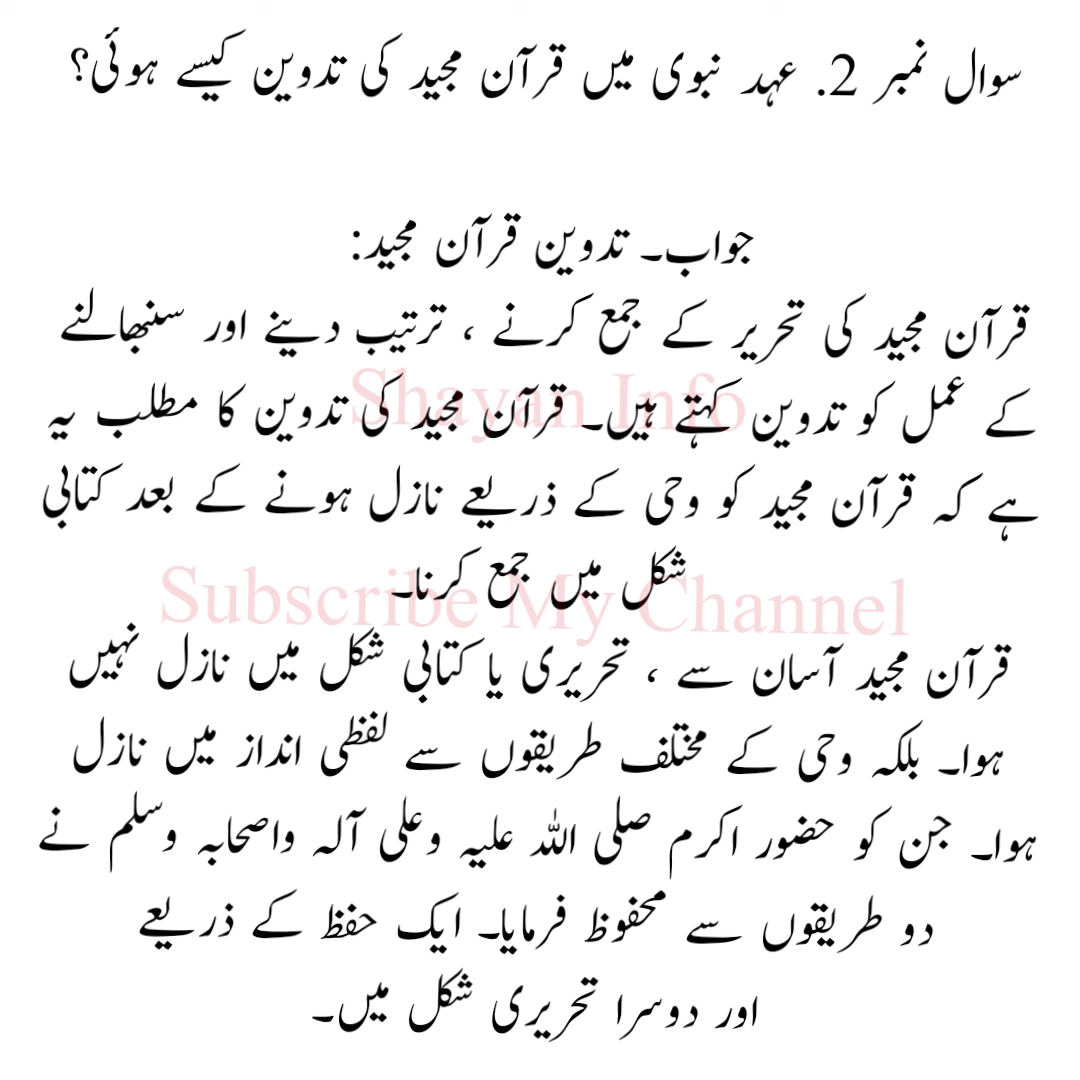 سوال نمبر 2. عہد نبوی میں قرآن مجید کی تدوین کیسے ہوئی؟
جواب۔ تدوین قرآن مجید:
قرآن مجید کی تحریر کے جمع کرنے ، ترتیب دینے اور سنبھالنے
کے عمل کو تدوین کہتے ہیں۔ قرآن مجید کی تدوین کا مطلب یہ
Shayan Info
ہے کہ قرآن مجید کو وحی کے ذریعے نازل ہونے کے بعد کتابی
شکل میں جمع کرنا۔
Subscribe My Channel
قرآن مجید آسان سے ، تحریری یا کتابی شکل میں نازل نہیں
ہوا۔ بلکہ وحی کے مختلف طریقوں سے لفظی انداز میں نازل
ہوا۔ جن کو حضور اکرم صلی اللہ علیہ وعلی آلہ واصحابہ وسلم نے
دو طریقوں سے محفوظ فرمایا۔ ایک حفظ کے ذریعے
اور دوسرا تحریری شکل میں۔